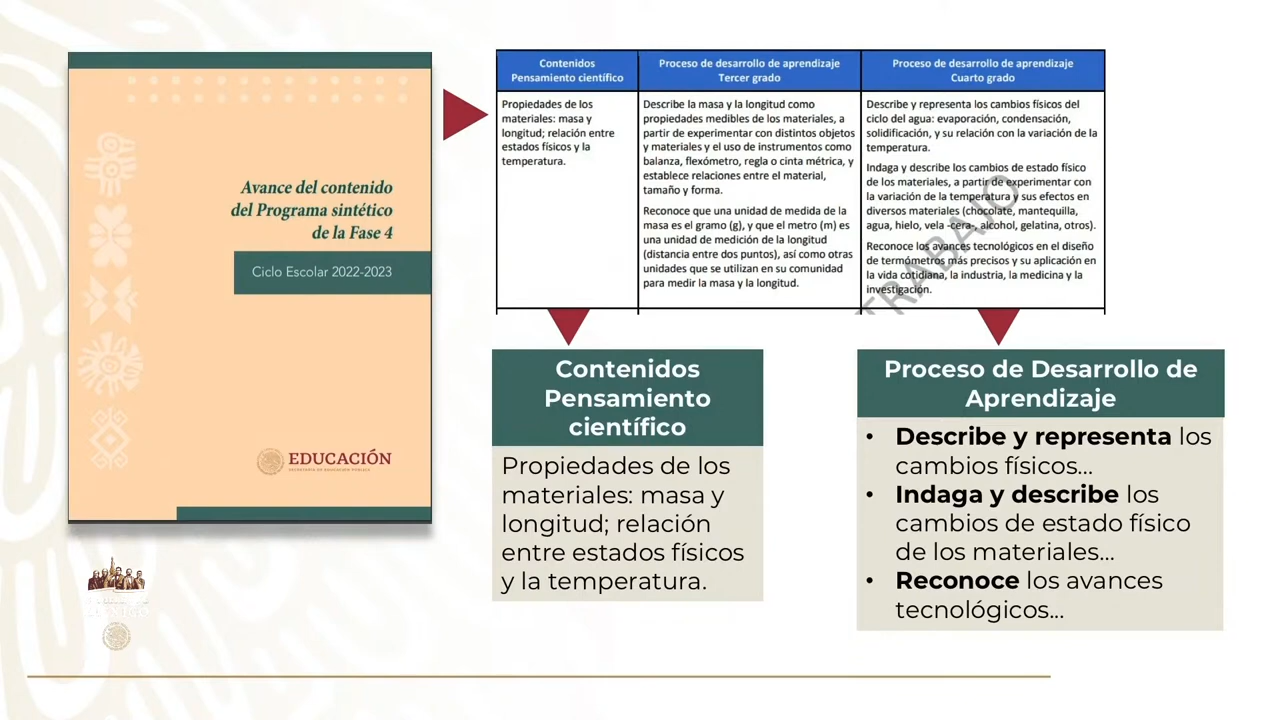 Avance del contenido
del Programa sintético
de la Fase 4
Ciclo Escolar 2022-2023
EDUCACIÓN
SECRETARÍA DE EDUCACIÓN PÚBLICA
Contenidos
Pensamiento científico
Proceso de desarrollo de aprendizaje
Tercer grado
Proceso de desarrollo de aprendizaje
Cuarto grado
Propiedades de los
materiales: masa y
longitud; relación entre
estados físicos y la
temperatura.
Describe la masa y la longitud como
propiedades medibles de los materiales, a
partir de experimentar con distintos objetos
y materiales y el uso de instrumentos como
balanza, flexómetro, regla o cinta métrica, y
establece relaciones entre el material,
tamaño y forma.
Reconoce que una unidad de medida de la
masa es el gramo (g), y que el metro (m) es
una unidad de medición de la longitud
(distancia entre dos puntos), así como otras
unidades que se utilizan en su comunidad
para medir la masa y la longitud.
Describe y representa los cambios físicos del
ciclo del agua: evaporación, condensación,
solidificación, y su relación con la variación de la
temperatura.
Indaga y describe los cambios de estado físico
de los materiales, a partir de experimentar con
la variación de la temperatura y sus efectos en
diversos materiales (chocolate, mantequilla,
agua, hielo, vela -cera-, alcohol, gelatina, otros).
Reconoce los avances tecnológicos en el diseño
de termómetros más precisos y su aplicación en
la vida cotidiana, la industria, la medicina y la
investigación.
TRABAJO
Contenidos
Pensamiento
científico
Propiedades de los
materiales: masa y
longitud; relación
entre estados físicos
y la temperatura.
Proceso de Desarrollo de
Aprendizaje
• Describe y representa los
cambios físicos...
• Indaga y describe los
cambios de estado físico
de los materiales...
• Reconoce los avances
tecnológicos...